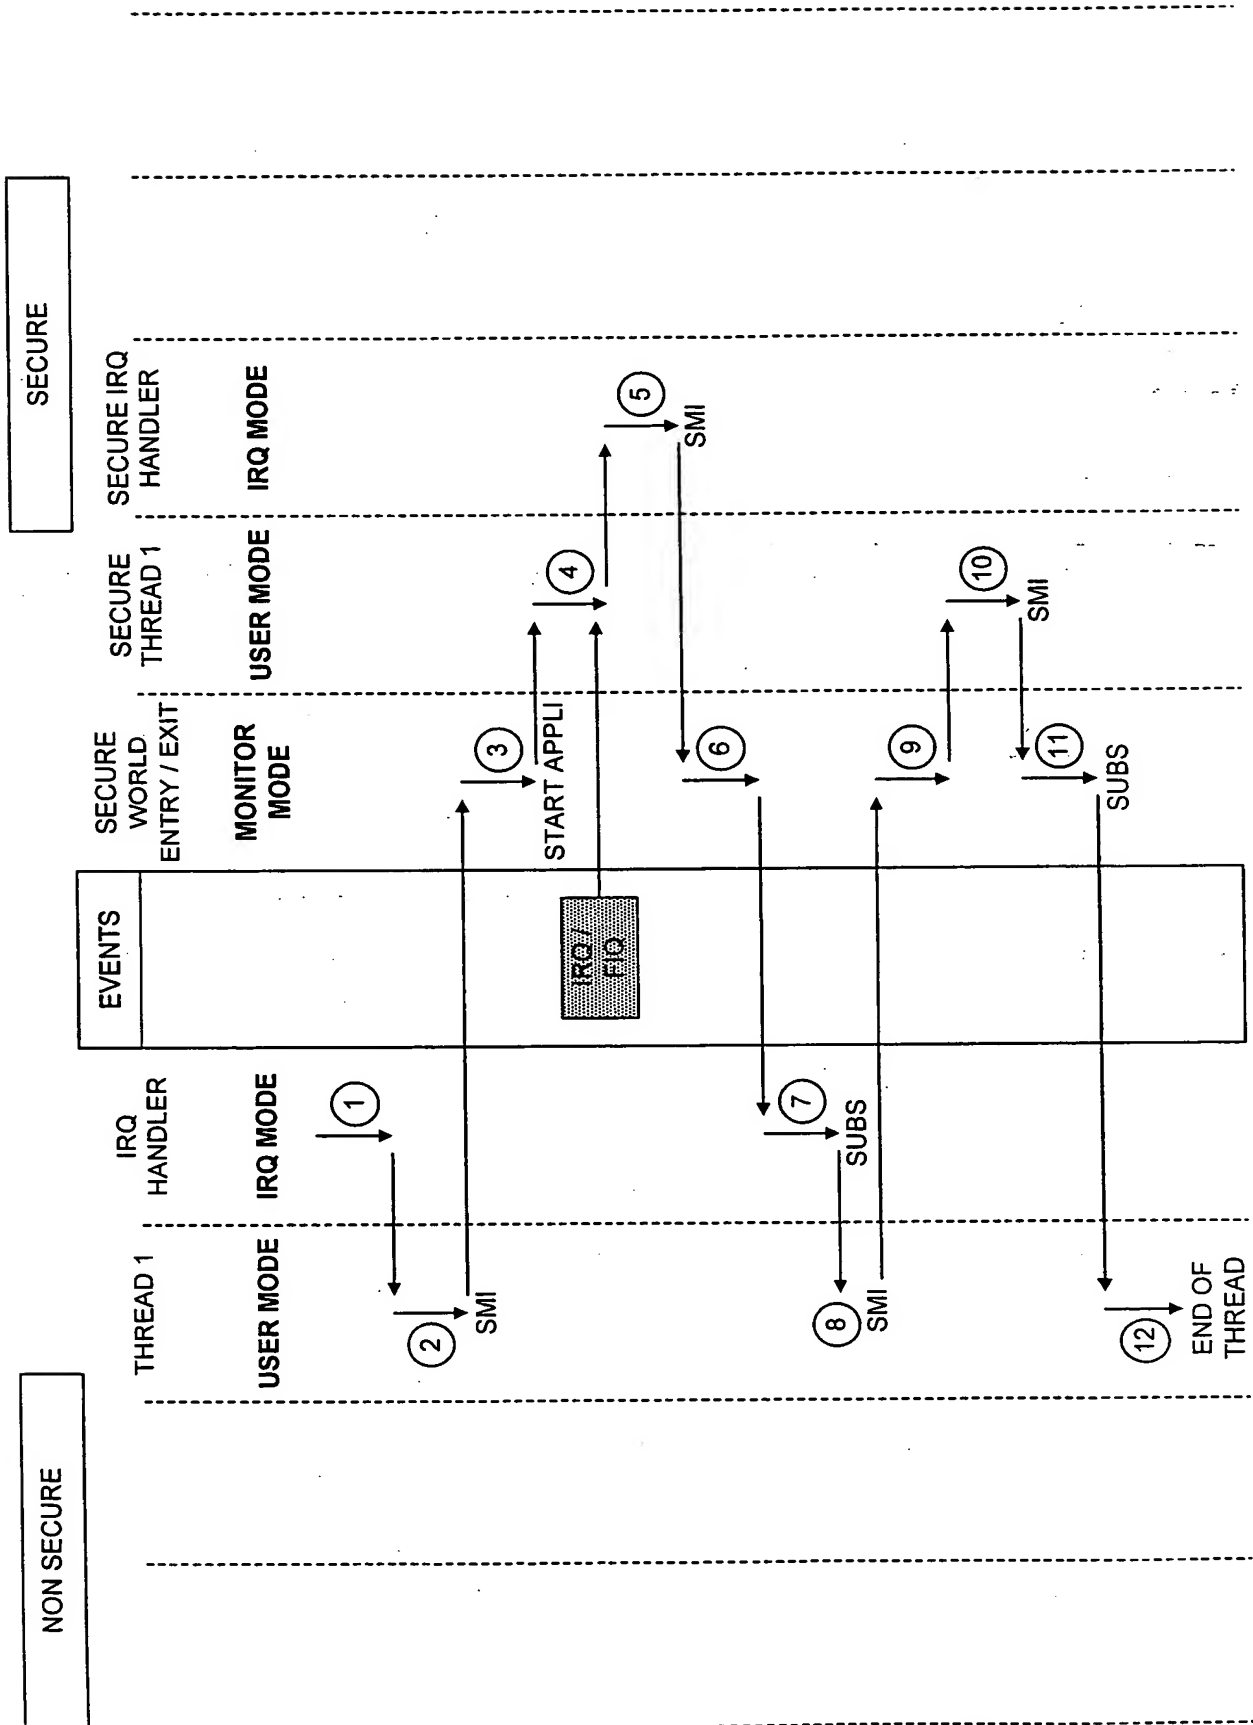 NON SECURE
SECURE
EVENTS
THREAD 1
USER MODE
IRQ
HANDLER
IRQ MODE
SECURE
WORLD
ENTRY / EXIT
MONITOR
MODE
SECURE
THREAD 1
USER MODE
SECURE IRQ
HANDLER
IRQ MODE
1
2
SMI
3
START APPLI
4
IRQ /
FIQ
5
SMI
6
7
SUBS
8
SMI
9
10
SMI
11
SUBS
12
END OF
THREAD